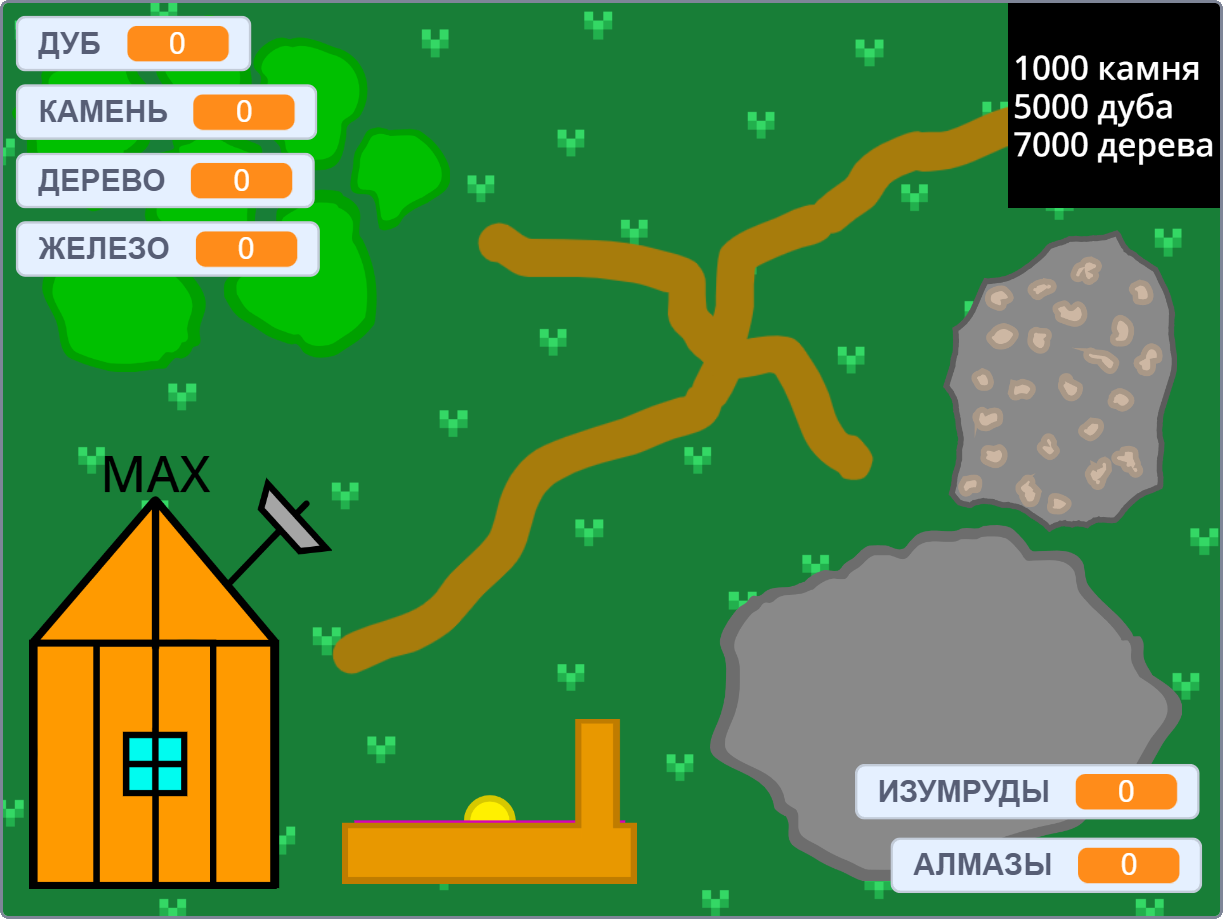 ДУБ 0
КАМЕНЬ 0
ДЕРЕВО 0
ЖЕЛЕЗО 0
1000 камня
5000 дуба
7000 дерева
MAX
ИЗУМРУДЫ 0
АЛМАЗЫ 0